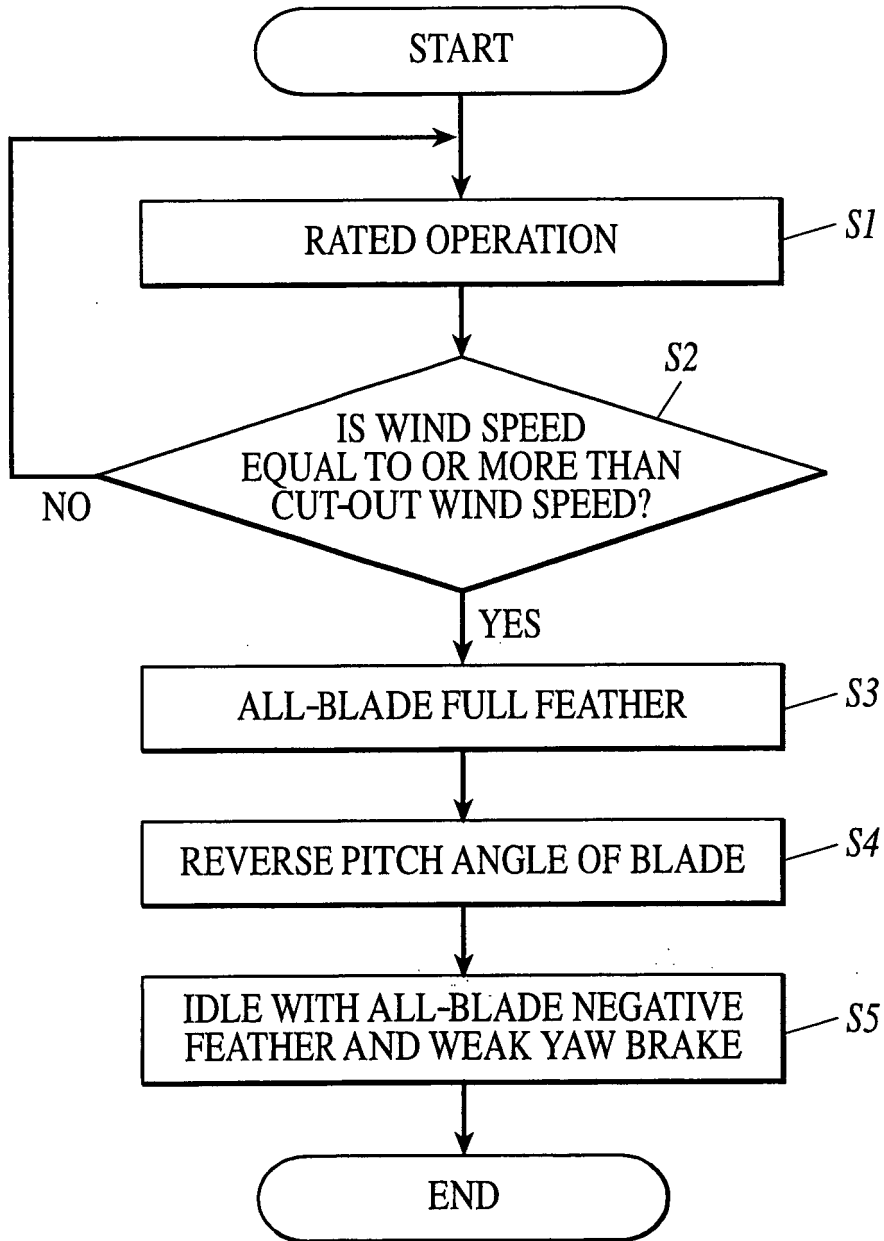 START
RATED OPERATION
S1
S2
IS WIND SPEED
EQUAL TO OR MORE THAN
CUT-OUT WIND SPEED?
NO
YES
ALL-BLADE FULL FEATHER
S3
REVERSE PITCH ANGLE OF BLADE
S4
IDLE WITH ALL-BLADE NEGATIVE
FEATHER AND WEAK YAW BRAKE
S5
END